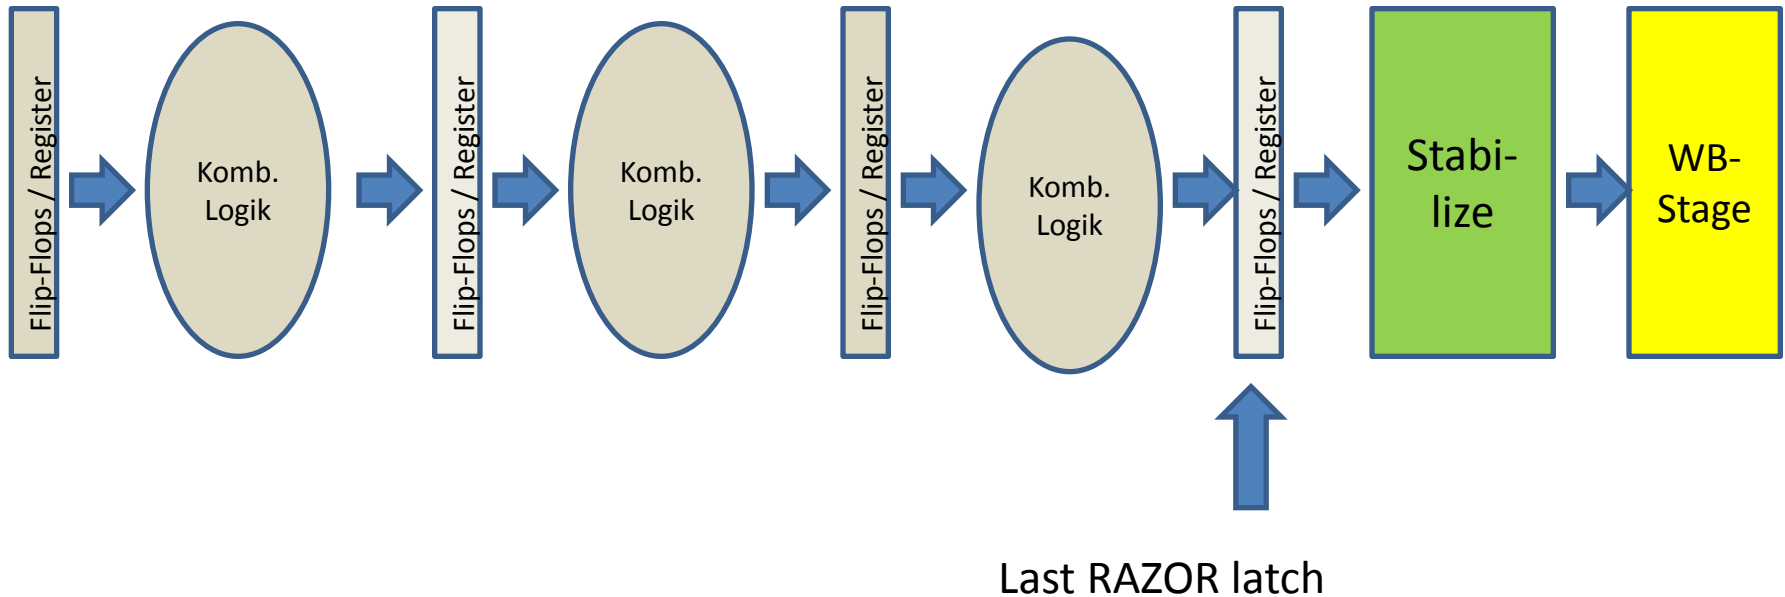 Flip-Flops / Register
Komb.
Logik
Flip-Flops / Register
Komb.
Logik
Flip-Flops / Register
Komb.
Logik
Flip-Flops / Register
Stabi-
lize
WB-
Stage
Last RAZOR latch